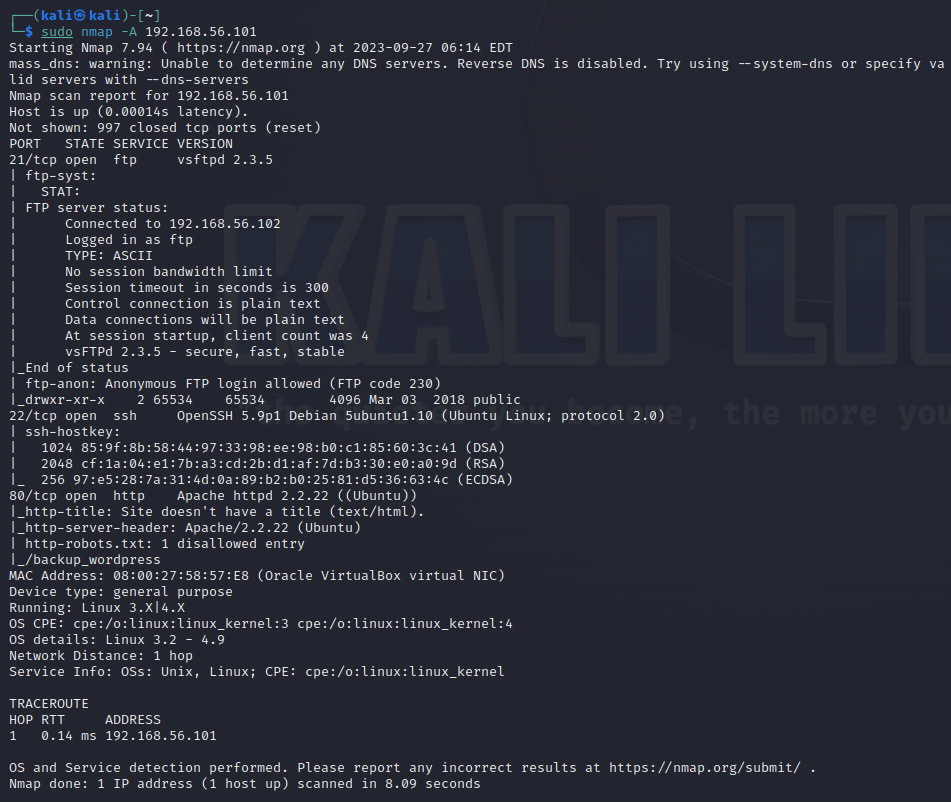 ┌──(kali㉿kali)-[~]
└─$ sudo nmap -A 192.168.56.101
Starting Nmap 7.94 ( https://nmap.org ) at 2023-09-27 06:14 EDT
mass_dns: warning: Unable to determine any DNS servers. Reverse DNS is disabled. Try using --system-dns or specify va
lid servers with --dns-servers
Nmap scan report for 192.168.56.101
Host is up (0.00014s latency).
Not shown: 997 closed tcp ports (reset)
PORT   STATE SERVICE VERSION
21/tcp open  ftp     vsftpd 2.3.5
| ftp-syst:
|   STAT:
| FTP server status:
|      Connected to 192.168.56.102
|      Logged in as ftp
|      TYPE: ASCII
|      No session bandwidth limit
|      Session timeout in seconds is 300
|      Control connection is plain text
|      Data connections will be plain text
|      At session startup, client count was 4
|      vsFTPd 2.3.5 - secure, fast, stable
|_End of status
| ftp-anon: Anonymous FTP login allowed (FTP code 230)
|_drwxr-xr-x    2 65534    65534        4096 Mar 03  2018 public
22/tcp open  ssh     OpenSSH 5.9p1 Debian 5ubuntu1.10 (Ubuntu Linux; protocol 2.0)
| ssh-hostkey:
|   1024 85:9f:8b:58:44:97:33:98:ee:98:b0:c1:85:60:3c:41 (DSA)
|   2048 cf:1a:04:e1:7b:a3:cd:2b:d1:af:7d:b3:30:e0:a0:9d (RSA)
|_  256 97:e5:28:7a:31:4d:0a:89:b2:b0:25:81:d5:36:63:4c (ECDSA)
80/tcp open  http    Apache httpd 2.2.22 ((Ubuntu))
|_http-title: Site doesn't have a title (text/html).
|_http-server-header: Apache/2.2.22 (Ubuntu)
| http-robots.txt: 1 disallowed entry
|_/backup_wordpress
MAC Address: 08:00:27:58:57:E8 (Oracle VirtualBox virtual NIC)
Device type: general purpose
Running: Linux 3.X|4.X
OS CPE: cpe:/o:linux:linux_kernel:3 cpe:/o:linux:linux_kernel:4
OS details: Linux 3.2 - 4.9
Network Distance: 1 hop
Service Info: OSs: Unix, Linux; CPE: cpe:/o:linux:linux_kernel
TRACEROUTE
HOP RTT     ADDRESS
1   0.14 ms 192.168.56.101
OS and Service detection performed. Please report any incorrect results at https://nmap.org/submit/ .
Nmap done: 1 IP address (1 host up) scanned in 8.09 seconds
KALI LI
the quieter you become, the more you